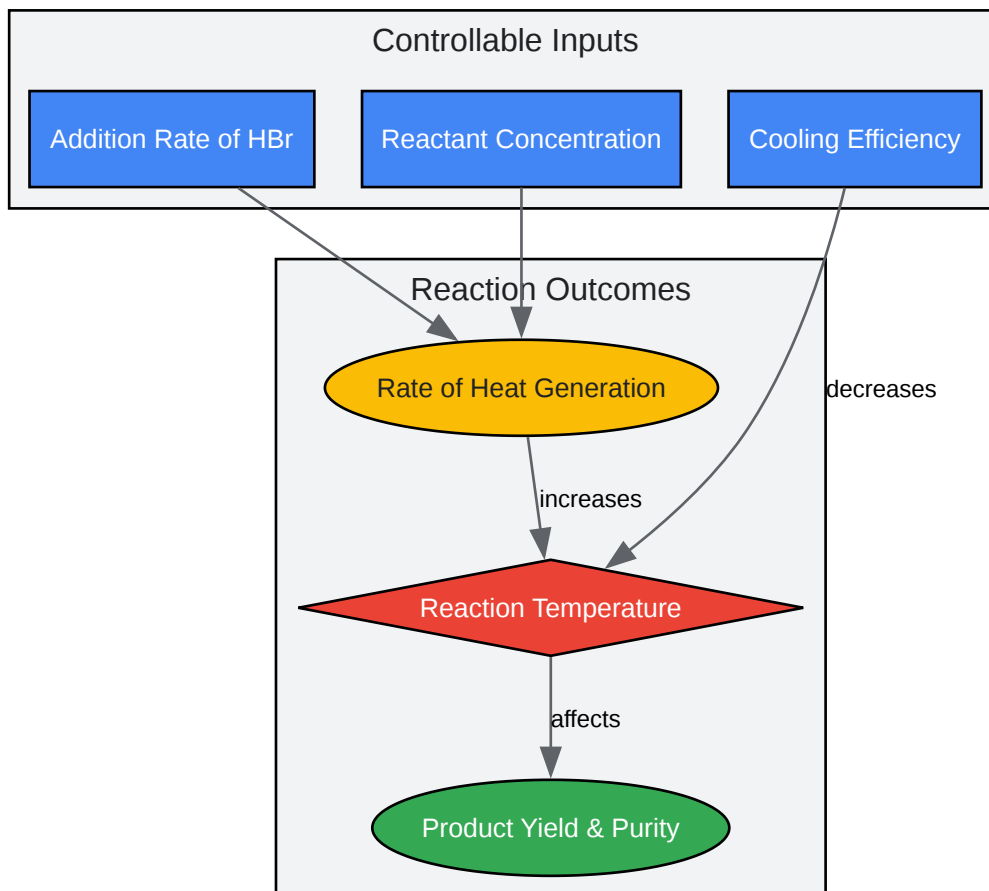 Controllable Inputs
Addition Rate of HBr
Reactant Concentration
Cooling Efficiency
Reaction Outcomes
Rate of Heat Generation
decreases
increases
Reaction Temperature
affects
Product Yield & Purity